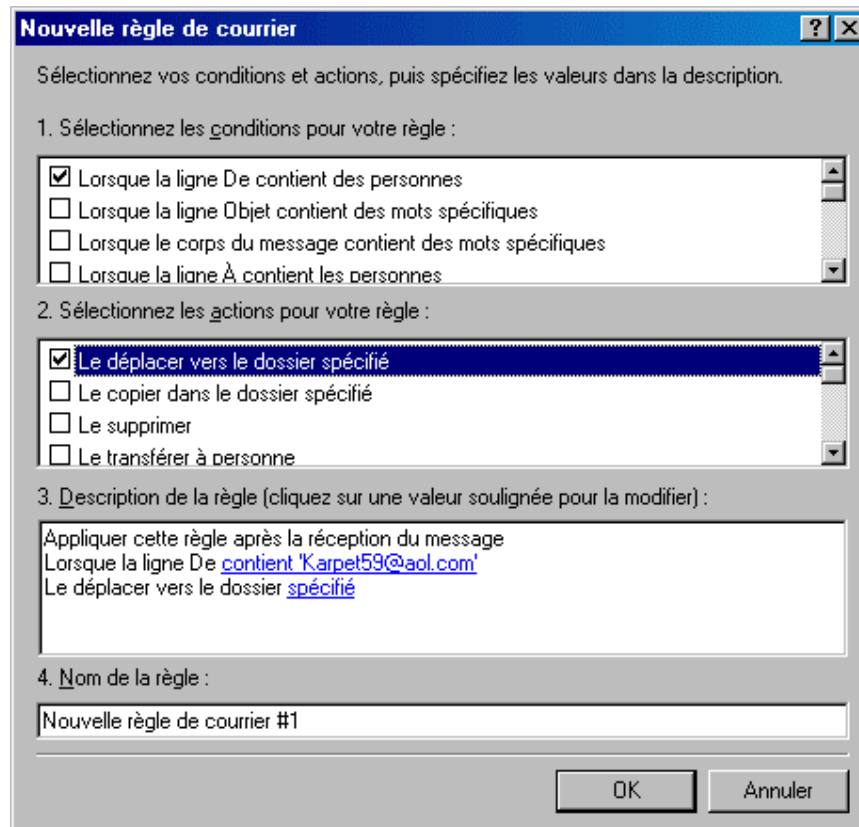 Nouvelle règle de courrier
Sélectionnez vos conditions et actions, puis spécifiez les valeurs dans la description.
1. Sélectionnez les conditions pour votre règle :
Lorsque la ligne De contient des personnes
Lorsque la ligne Objet contient des mots spécifiques
Lorsque le corps du message contient des mots spécifiques
Lorsque la ligne À contient les personnes
2. Sélectionnez les actions pour votre règle :
Le déplacer vers le dossier spécifié
Le copier dans le dossier spécifié
Le supprimer
Le transférer à personne
3. Description de la règle (cliquez sur une valeur soulignée pour la modifier) :
Appliquer cette règle après la réception du message
Lorsque la ligne De contient 'Karpet59@aol.com'
Le déplacer vers le dossier spécifié
4. Nom de la règle :
Nouvelle règle de courrier #1
OK Annuler